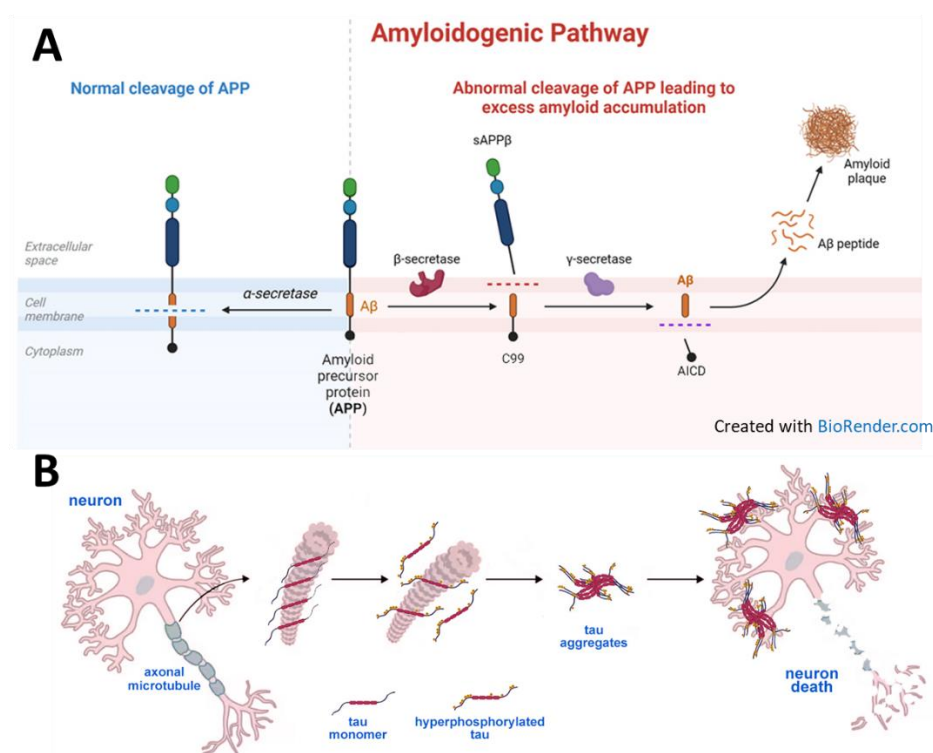 A
Amyloidogenic Pathway
Normal cleavage of APP
Abnormal cleavage of APP leading to
excess amyloid accumulation
sAPPβ
Amyloid
plaque
Extracellular
space
β-secretase
γ-secretase
Aβ peptide
Cell
membrane
α-secretase
Aβ
Aβ
Cytoplasm
Amyloid
precursor
protein
(APP)
C99
AICD
Created with BioRender.com
B
neuron
axonal
microtubule
tau
monomer
hyperphosphorylated
tau
tau
aggregates
neuron
death